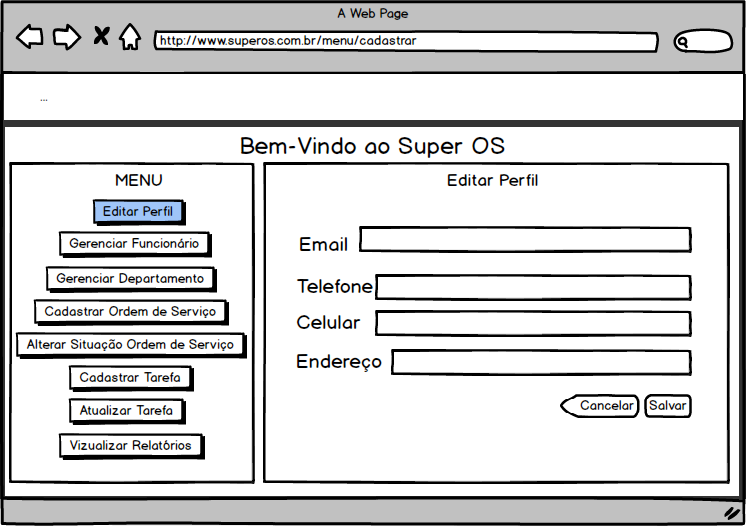 A Web Page
http://www.superos.com.br/menu/cadastrar
...
Bem-Vindo ao Super OS
MENU
Editar Perfil
Gerenciar Funcionário
Gerenciar Departamento
Cadastrar Ordem de Serviço
Alterar Situação Ordem de Serviço
Cadastrar Tarefa
Atualizar Tarefa
Vizualizar Relatórios
Editar Perfil
Email
Telefone
Celular
Endereço
Cancelar Salvar